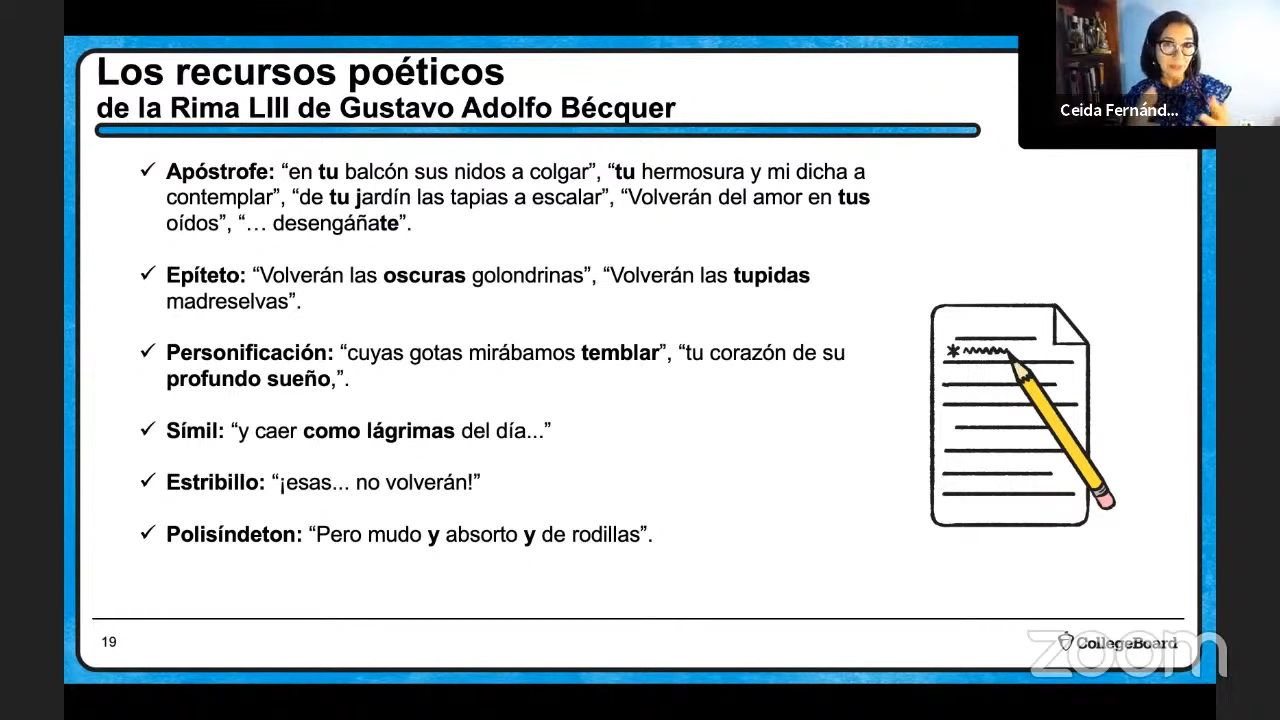 Los recursos poéticos
de la Rima LIII de Gustavo Adolfo Bécquer
Ceida Fernánd...
✓ Apóstrofe: “en tu balcón sus nidos a colgar”, “tu hermosura y mi dicha a
contemplar”, “de tu jardín las tapias a escalar”, “Volverán del amor en tus
oídos”, “… desengáñate”.
✓ Epíteto: “Volverán las oscuras golondrinas”, “Volverán las tupidas
madreselvas”.
✓ Personificación: “cuyas gotas mirábamos temblar”, “tu corazón de su
profundo sueño,”.
✓ Símil: “y caer como lágrimas del día...”
✓ Estribillo: “¡esas... no volverán!”
✓ Polisíndeton: “Pero mudo y absorto y de rodillas”.
19
CollegeBoard
zoom